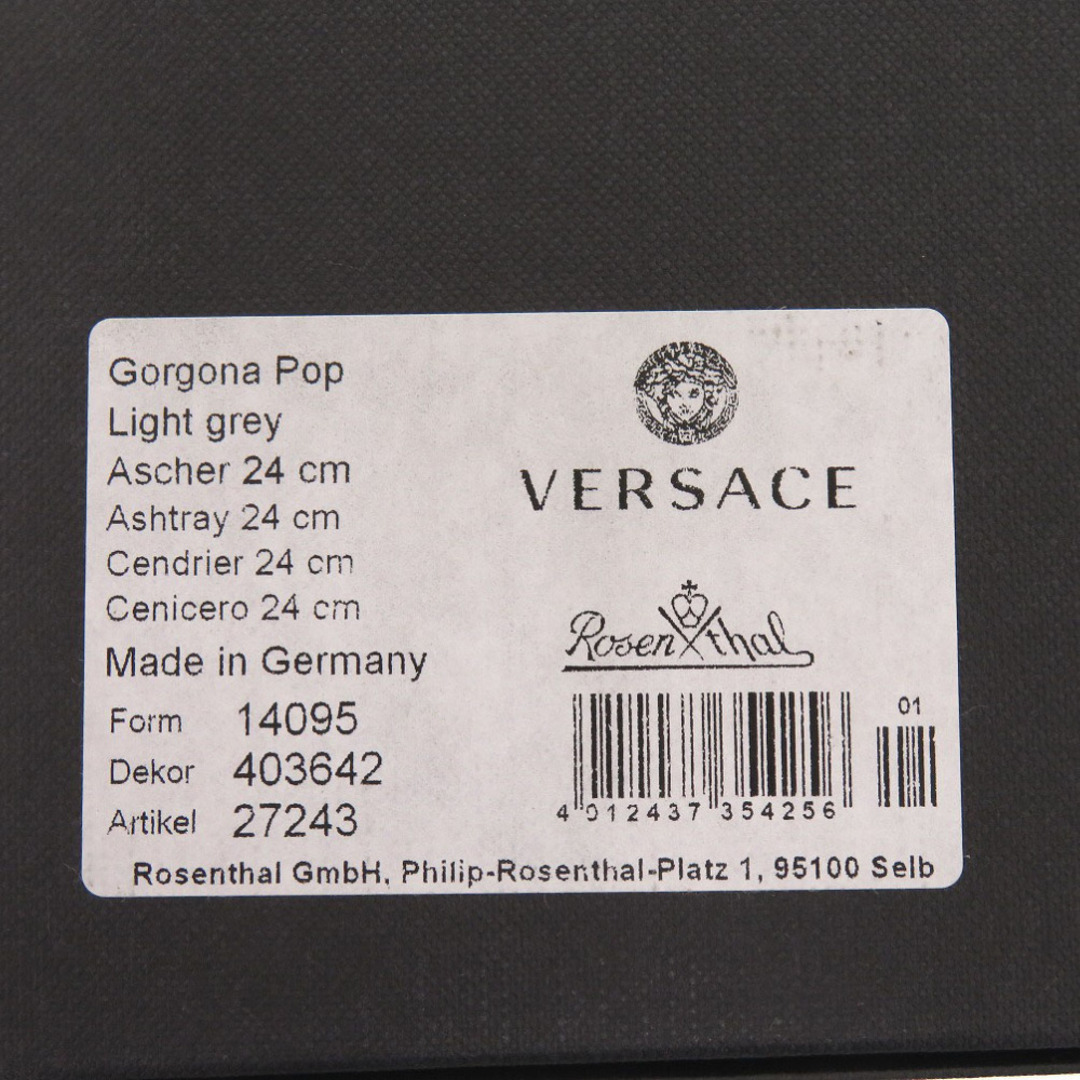 Gorgona Pop
Light grey
Ascher 24 cm
Ashtray 24 cm
Cendrier 24 cm
Cenicero 24 cm
Made in Germany
Form 14095
Dekor 403642
Artikel 27243
VERSACE
Rosenthal
01
4 012437 354256
Rosenthal GmbH, Philip-Rosenthal-Platz 1, 95100 Selb